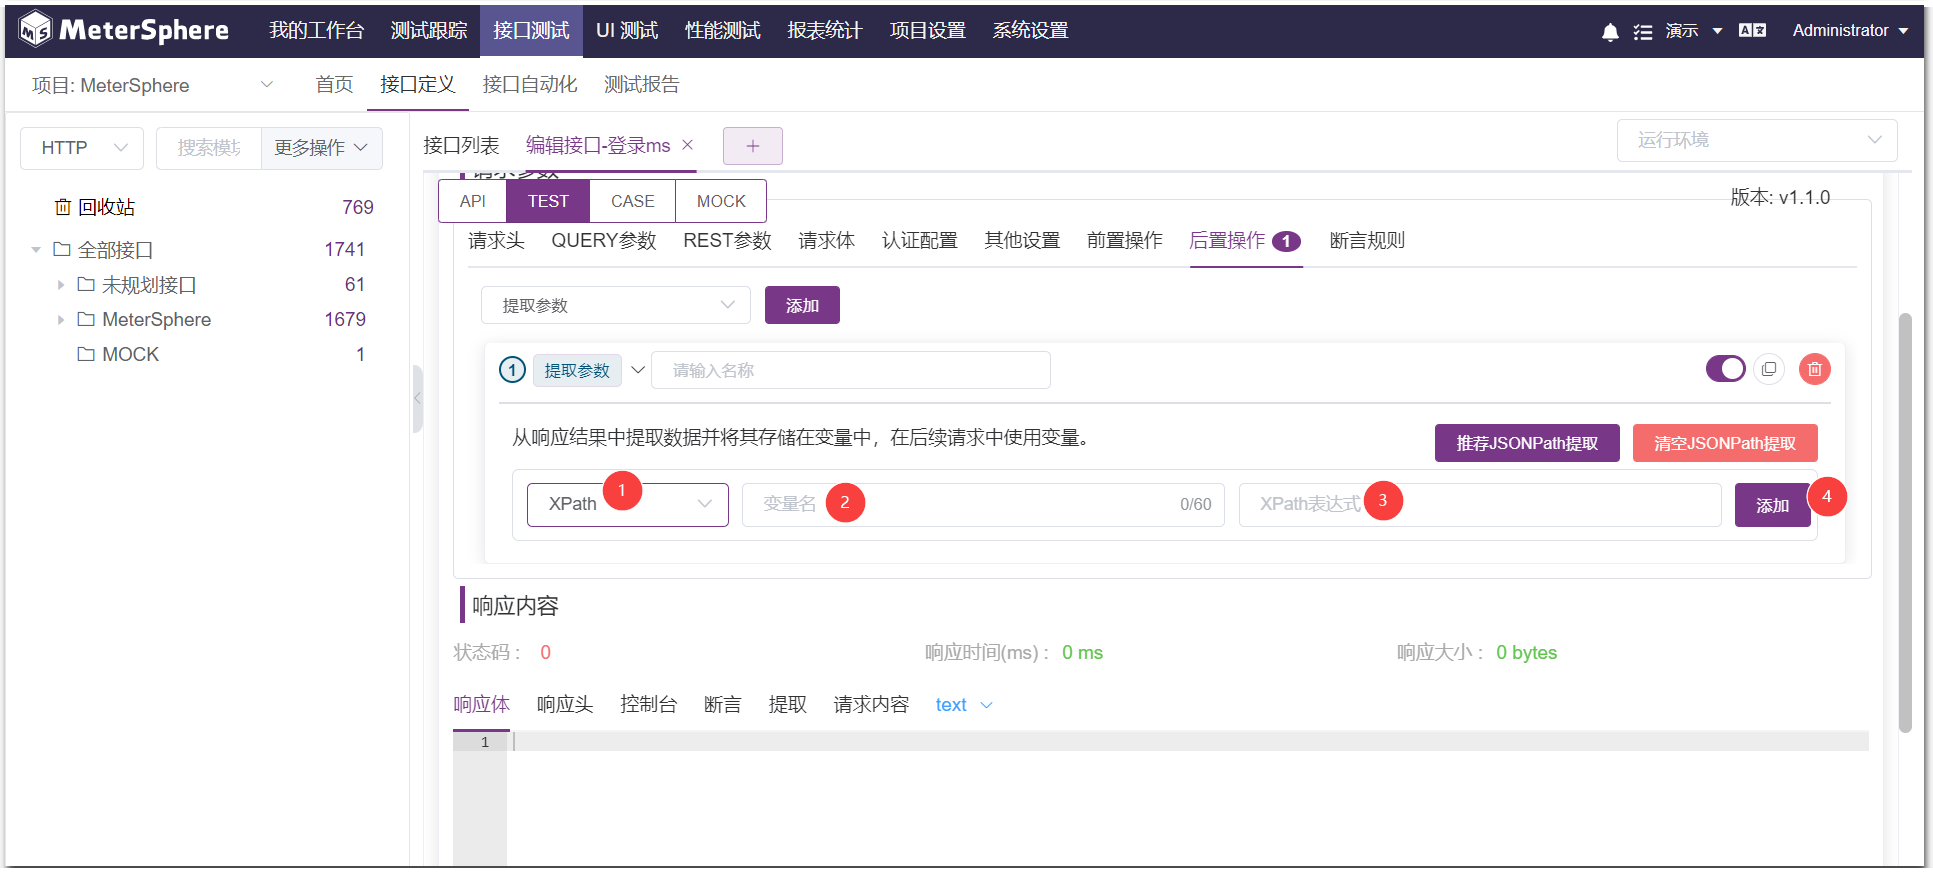 MeterSphere 我的工作台 测试跟踪 接口测试 UI 测试 性能测试 报表统计 项目设置 系统设置 演示 Administrator
项目: MeterSphere 首页 接口定义 接口自动化 测试报告
HTTP 搜索模块 更多操作 接口列表 编辑接口-登录ms × + 运行环境
请求参数
回收站 769 API TEST CASE MOCK 版本: v1.1.0
全部接口 1741 请求头 QUERY参数 REST参数 请求体 认证配置 其他设置 前置操作 后置操作 1 断言规则
未规划接口 61
提取参数 添加
MeterSphere 1679
MOCK 1
1 提取参数 请输入名称
从响应结果中提取数据并将其存储在变量中，在后续请求中使用变量。 推荐JSONPath提取 清空JSONPath提取
XPath 1 变量名 2 0/60 XPath表达式 3 添加 4
响应内容
状态码： 0 响应时间(ms)： 0 ms 响应大小： 0 bytes
响应体 响应头 控制台 断言 提取 请求内容 text
1